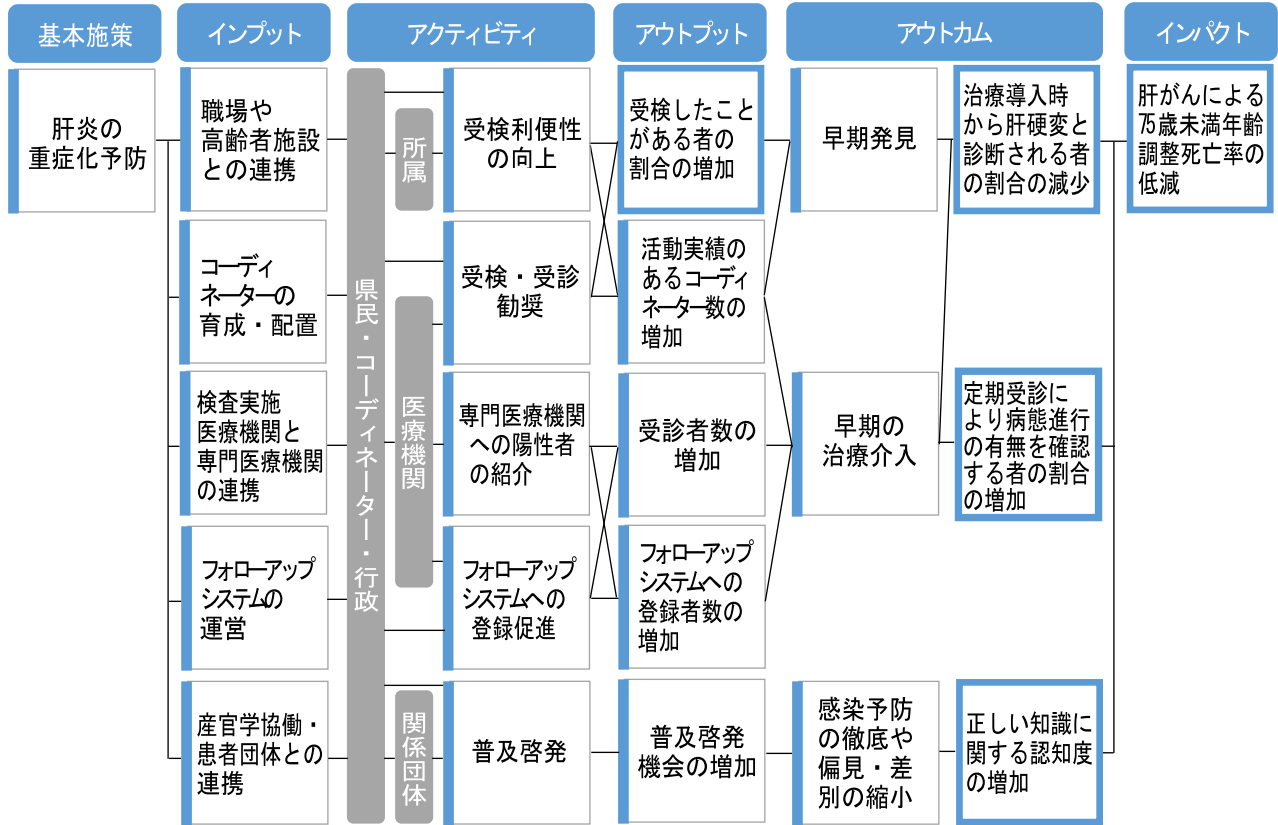 基本施策
インプット
アクティビティ
アウトプット
アウトカム
インパクト
肝炎の
重症化予防
職場や
高齢者施設
との連携
コーディ
ネーターの
育成・配置
検査実施
医療機関と
専門医療機関
の連携
フォローアップ
システムの
運営
産官学協働・
患者団体との
連携
県民・コーディネーター・行政
所属
医療機関
関係団体
受検利便性
の向上
受検・受診
勧奨
専門医療機関
への陽性者
の紹介
フォローアップ
システムへの
登録促進
普及啓発
受検したこと
がある者の
割合の増加
活動実績の
あるコーディ
ネーター数の
増加
受診者数の
増加
フォローアップ
システムへの
登録者数の
増加
普及啓発
機会の増加
早期発見
早期の
治療介入
感染予防
の徹底や
偏見・差
別の縮小
治療導入時
から肝硬変と
診断される者
の割合の減少
定期受診に
より病態進行
の有無を確認
する者の割合
の増加
正しい知識に
関する認知度
の増加
肝がんによる
75歳未満年齢
調整死亡率の
低減